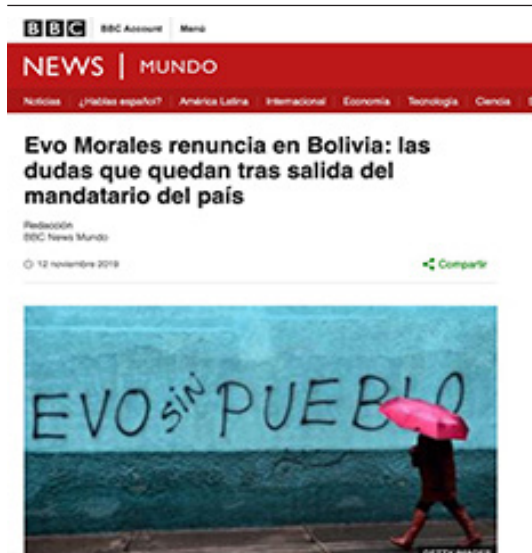 BBC BBC Account Menú
NEWS | MUNDO
Noticias ¿Hablas español? América Latina Internacional Economía Tecnología Ciencia
Evo Morales renuncia en Bolivia: las
dudas que quedan tras salida del
mandatario del país
Redacción
BBC News Mundo
12 noviembre 2019 Compartir
EVO sin PUEBLO
GETTY IMAGES